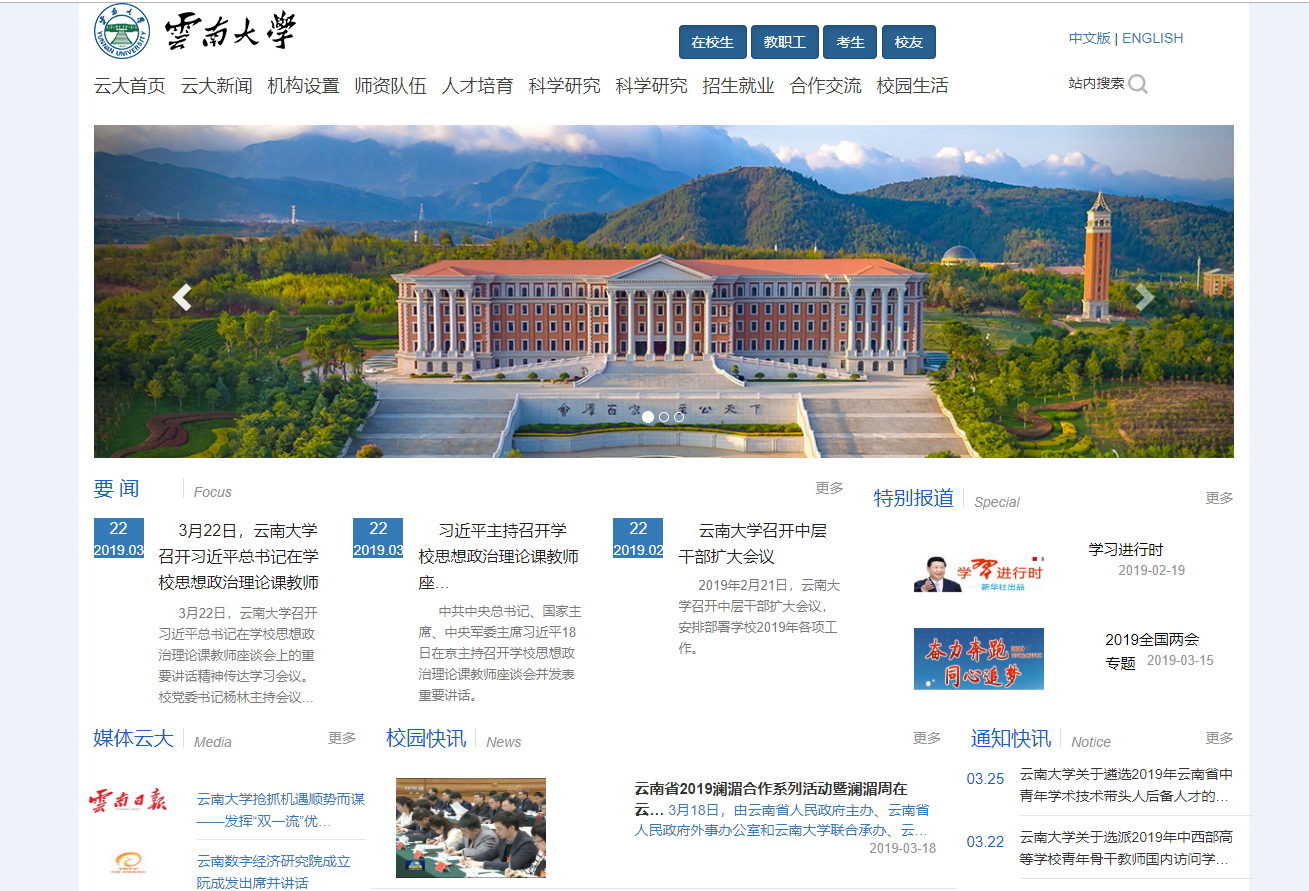 雲南大學
YUNNAN UNIVERSITY
在校生 教职工 考生 校友
中文版 | ENGLISH
云大首页 云大新闻 机构设置 师资队伍 人才培育 科学研究 科学研究 招生就业 合作交流 校园生活
站内搜索
會澤百家至公天下
要 闻 Focus 更多
22
2019.03
3月22日，云南大学
召开习近平总书记在学
校思想政治理论课教师
3月22日，云南大学召开
习近平总书记在学校思想政
治理论课教师座谈会上的重
要讲话精神传达学习会议。
校党委书记杨林主持会议...
22
2019.03
习近平主持召开学
校思想政治理论课教师
座...
中共中央总书记、国家主
席、中央军委主席习近平18
日在京主持召开学校思想政
治理论课教师座谈会并发表
重要讲话。
22
2019.02
云南大学召开中层
干部扩大会议
2019年2月21日，云南大
学召开中层干部扩大会议，
安排部署学校2019年各项工
作。
特别报道 Special 更多
学习进行时
新华社出品
学习进行时
2019-02-19
奋力奔跑
同心追梦
2019全国两会
专题 2019-03-15
媒体云大 Media 更多
雲南日報
云南大学抢抓机遇顺势而谋
——发挥“双一流”优...
云南数字经济研究院成立
阮成发出席并讲话
校园快讯 News 更多
云南省2019澜湄合作系列活动暨澜湄周在
云... 3月18日，由云南省人民政府主办、云南省
人民政府外事办公室和云南大学联合承办、云...
2019-03-18
通知快讯 Notice 更多
03.25
云南大学关于遴选2019年云南省中
青年学术技术带头人后备人才的...
03.22
云南大学关于选派2019年中西部高
等学校青年骨干教师国内访问学...